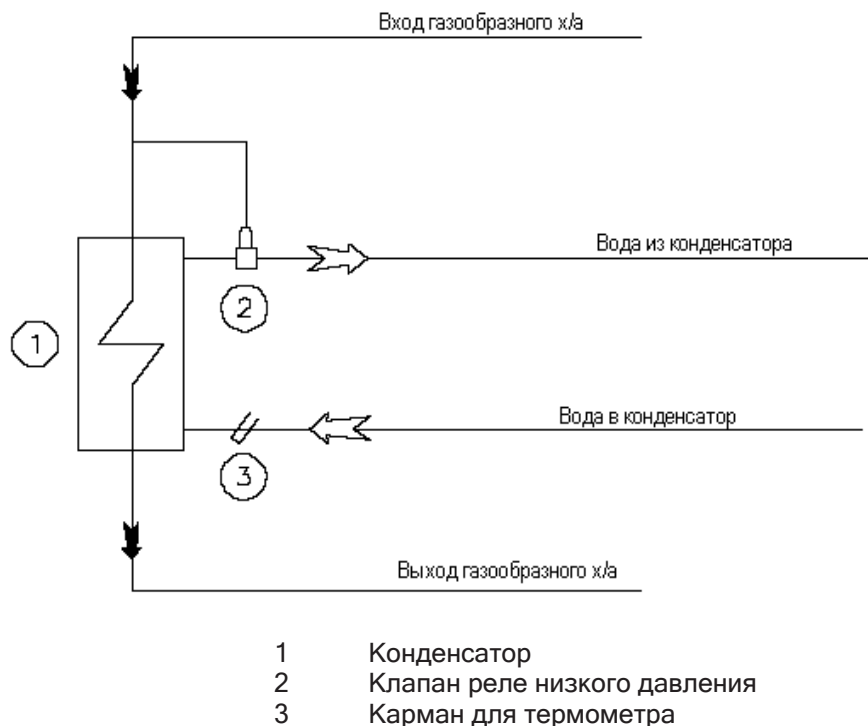 Вход газообразного х/а
Вода из конденсатора
2
1
Вода в конденсатор
3
Выход газообразного х/а
1 Конденсатор
2 Клапан реле низкого давления
3 Карман для термометра